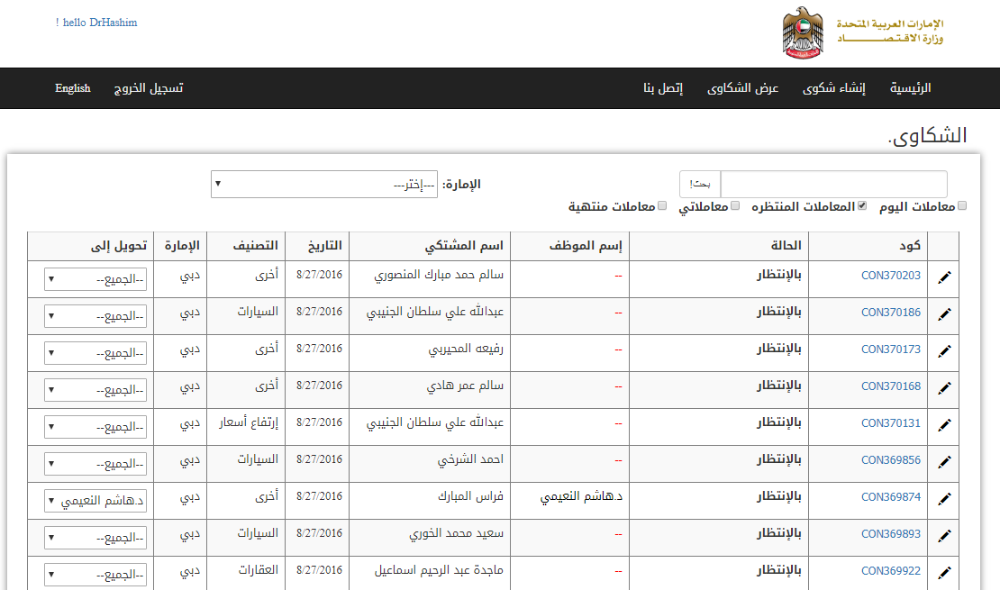 ! hello DrHashim
الإمارات العربية المتحدة
وزارة الاقـتـصـــــــــاد
الرئيسية إنشاء شكوى عرض الشكاوى إتصل بنا تسجيل الخروج English
الشكاوى.
بحث! الإمارة: ---إختر---
معاملات اليوم المعاملات المنتظره معاملاتي معاملات منتهية
كود الحالة إسم الموظف اسم المشتكي التاريخ التصنيف الإمارة تحويل إلى
CON370203 بالإنتظار -- سالم حمد مبارك المنصوري 8/27/2016 أخرى دبي --الجميع--
CON370186 بالإنتظار -- عبدالله علي سلطان الجنيبي 8/27/2016 السيارات دبي --الجميع--
CON370173 بالإنتظار -- رفيعه المحيربي 8/27/2016 أخرى دبي --الجميع--
CON370168 بالإنتظار -- سالم عمر هادي 8/27/2016 أخرى دبي --الجميع--
CON370131 بالإنتظار -- عبدالله علي سلطان الجنيبي 8/27/2016 إرتفاع أسعار دبي --الجميع--
CON369856 بالإنتظار -- احمد الشرخي 8/27/2016 السيارات دبي --الجميع--
CON369874 بالإنتظار د.هاشم النعيمي فراس المبارك 8/27/2016 أخرى دبي د.هاشم النعيمي
CON369893 بالإنتظار -- سعيد محمد الخوري 8/27/2016 السيارات دبي --الجميع--
CON369922 بالإنتظار -- ماجدة عبد الرحيم اسماعيل 8/27/2016 العقارات دبي --الجميع--